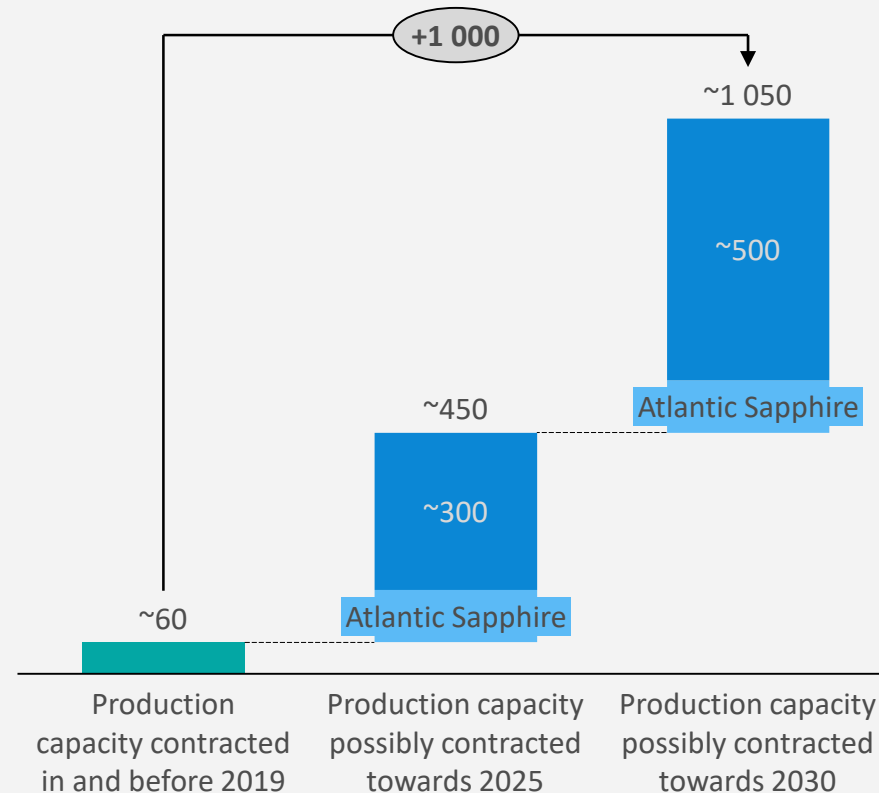 +1 000
~1 050
~500
Atlantic Sapphire
~450
~300
Atlantic Sapphire
~60
Production
capacity contracted
in and before 2019
Production capacity
possibly contracted
towards 2025
Production capacity
possibly contracted
towards 2030